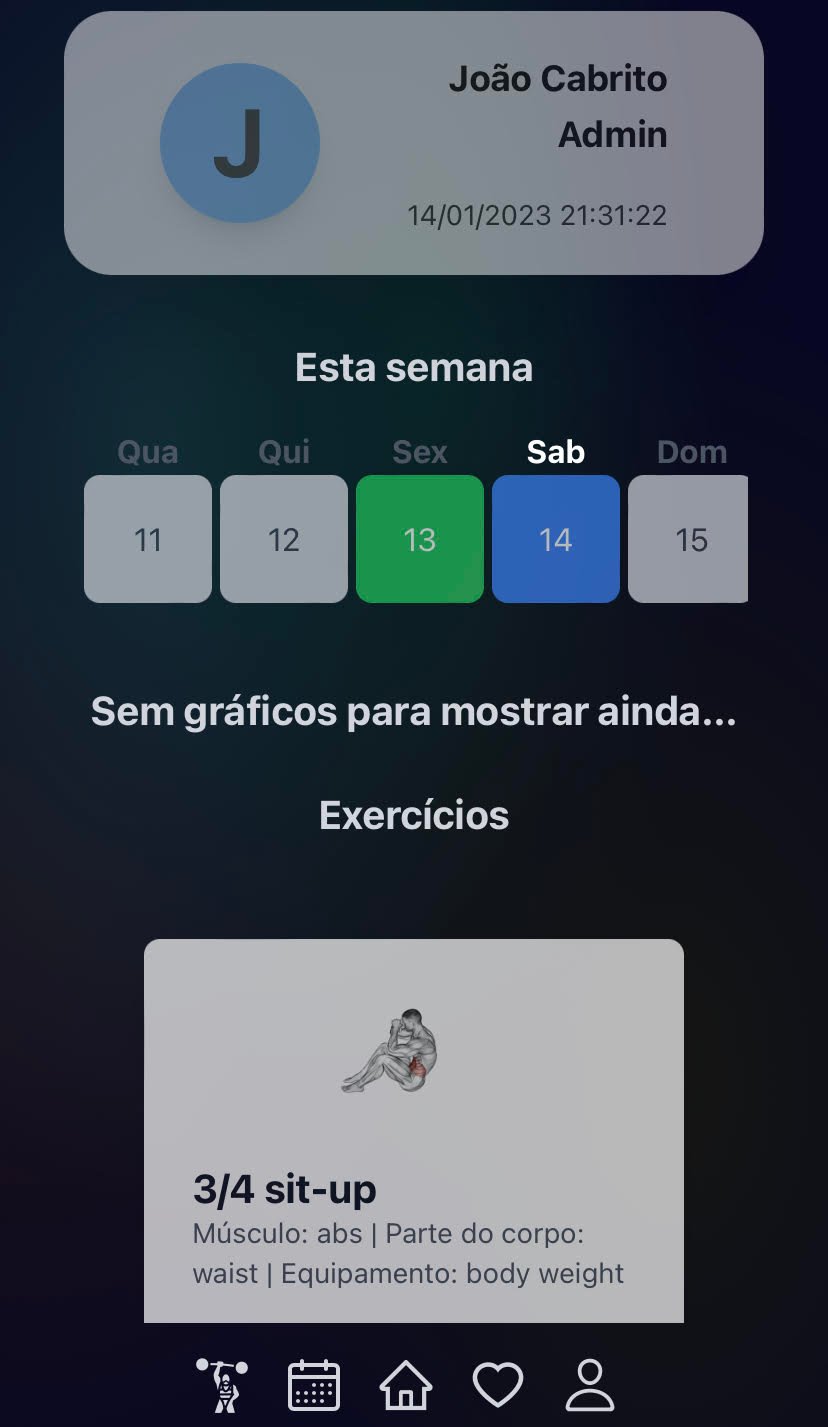 J
João Cabrito
Admin
14/01/2023 21:31:22
Esta semana
Qua Qui Sex Sab Dom
11 12 13 14 15
Sem gráficos para mostrar ainda...
Exercícios
3/4 sit-up
Músculo: abs | Parte do corpo:
waist | Equipamento: body weight